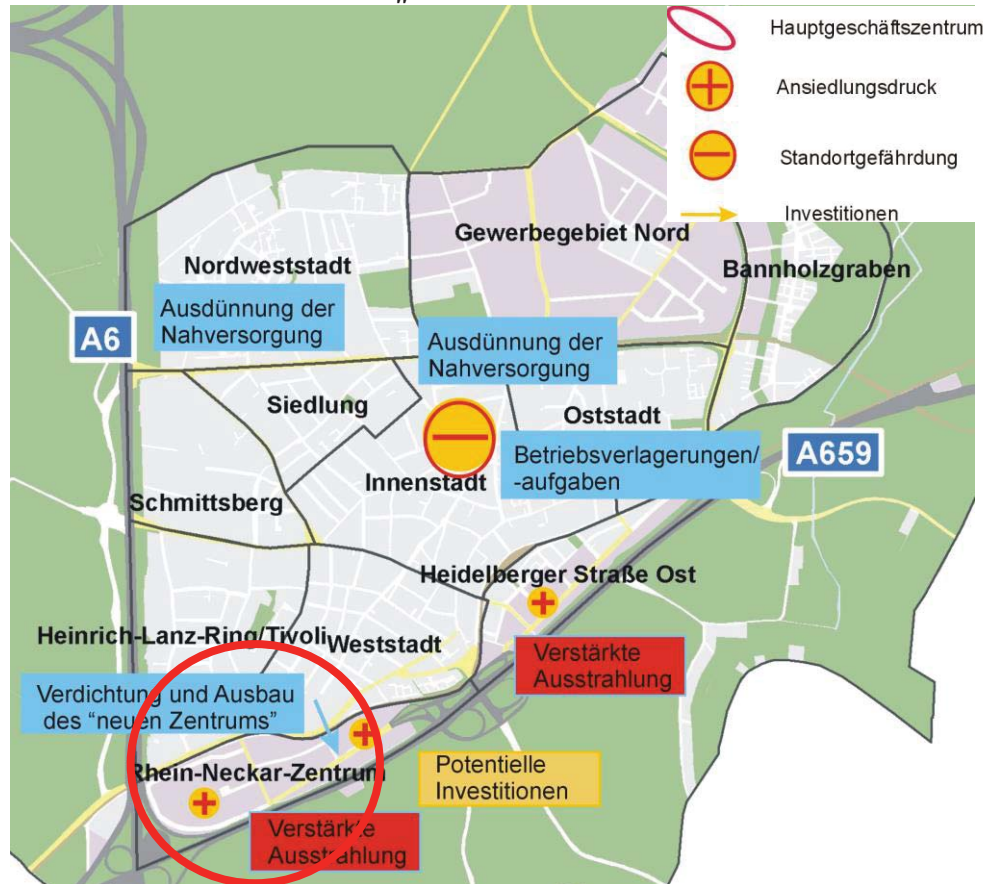 Hauptgeschäftszentrum
Ansiedlungsdruck
Standortgefährdung
Investitionen
Gewerbegebiet Nord
Nordweststadt
Bannholzgraben
Ausdünnung der
Nahversorgung
A6
Ausdünnung der
Nahversorgung
Siedlung
Oststadt
Betriebsverlagerungen/
-aufgaben
A659
Innenstadt
Schmittsberg
Heidelberger Straße Ost
Heinrich-Lanz-Ring/Tivoli
Weststadt
Verstärkte
Ausstrahlung
Verdichtung und Ausbau
des "neuen Zentrums"
Rhein-Neckar-Zentrum
Potentielle
Investitionen
Verstärkte
Ausstrahlung